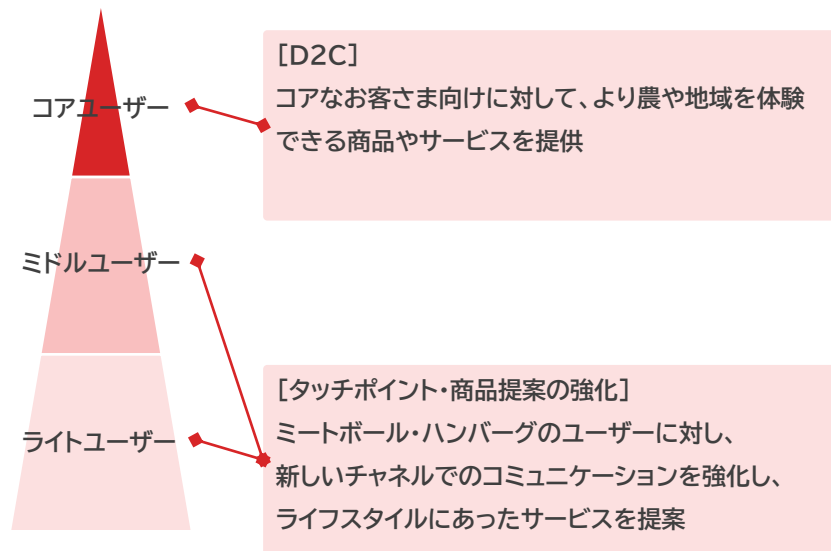 コアユーザー
[D2C]
コアなお客さま向けに対して、より農や地域を体験
できる商品やサービスを提供
ミドルユーザー
ライトユーザー
[タッチポイント・商品提案の強化]
ミートボール・ハンバーグのユーザーに対し、
新しいチャネルでのコミュニケーションを強化し、
ライフスタイルにあったサービスを提案